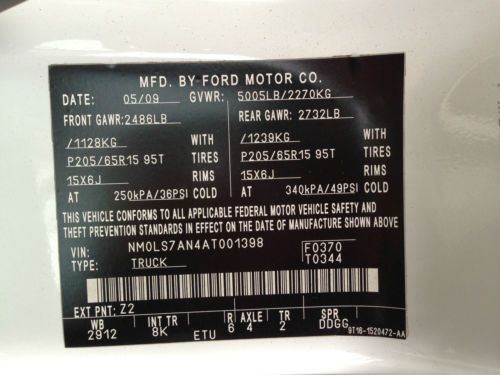 MFD. BY FORD MOTOR CO.
DATE: 05/09 GVWR: 5005LB/2270KG
FRONT GAWR: 2486LB REAR GAWR: 2732LB
/1128KG WITH /1239KG WITH
P205/65R15 95T TIRES P205/65R15 95T TIRES
15X6J RIMS 15X6J RIMS
AT 250kPA/36PSI COLD AT 340kPA/49PSI COLD
THIS VEHICLE CONFORMS TO ALL APPLICABLE FEDERAL MOTOR VEHICLE SAFETY AND
THEFT PREVENTION STANDARDS IN EFFECT ON THE DATE OF MANUFACTURE SHOWN ABOVE
VIN: NM0LS7AN4AT001398 F0370
TYPE: TRUCK T0344
EXT PNT: Z2
WB INT TR R AXLE TR SPR
2912 8K ETU 6 4 2 DDGG
9T16-1520472-AA